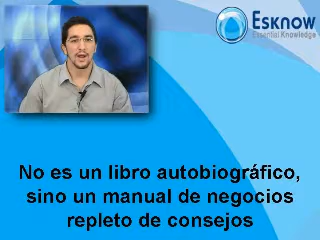 Esknow
Essential Knowledge
No es un libro autobiográfico,
sino un manual de negocios
repleto de consejos